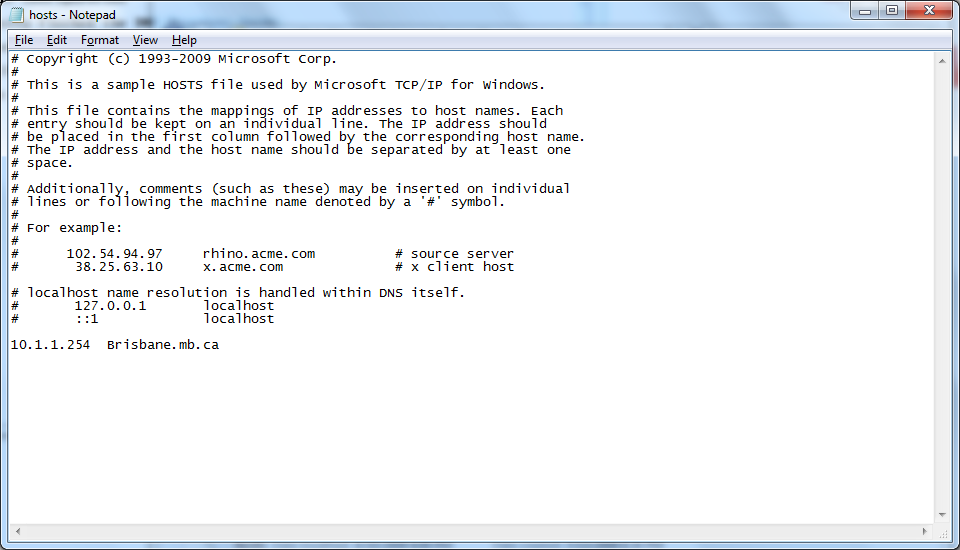 hosts - Notepad
File Edit Format View Help
# Copyright (c) 1993-2009 Microsoft Corp.
#
# This is a sample HOSTS file used by Microsoft TCP/IP for Windows.
#
# This file contains the mappings of IP addresses to host names. Each
# entry should be kept on an individual line. The IP address should
# be placed in the first column followed by the corresponding host name.
# The IP address and the host name should be separated by at least one
# space.
#
# Additionally, comments (such as these) may be inserted on individual
# lines or following the machine name denoted by a '#' symbol.
#
# For example:
#
#      102.54.94.97     rhino.acme.com          # source server
#       38.25.63.10     x.acme.com              # x client host

# localhost name resolution is handled within DNS itself.
#       127.0.0.1       localhost
#       ::1             localhost

10.1.1.254  Brisbane.mb.ca